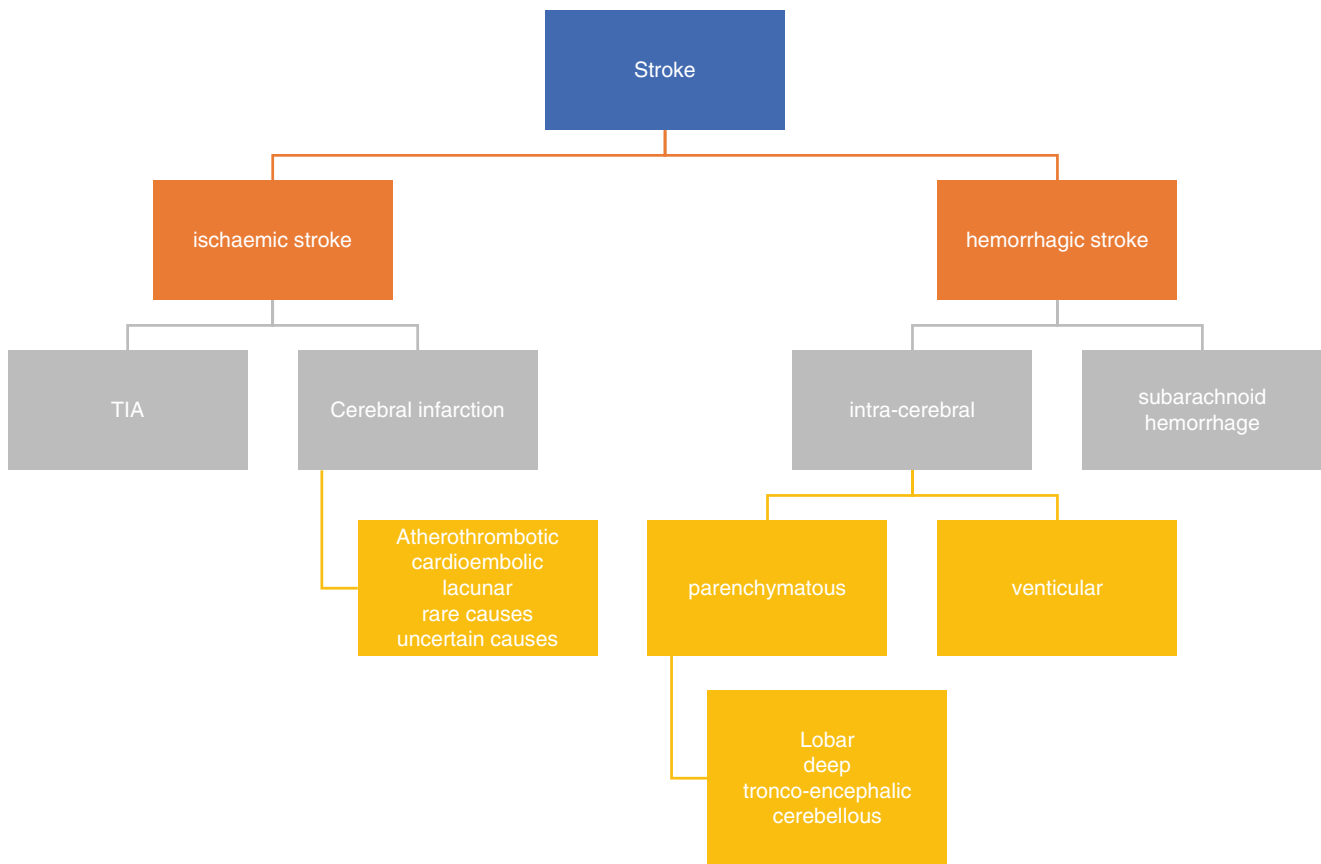 Stroke
ischaemic stroke
hemorrhagic stroke
TIA
Cerebral infarction
intra-cerebral
subarachnoid
hemorrhage
Atherothrombotic
cardioembolic
lacunar
rare causes
uncertain causes
parenchymatous
venticular
Lobar
deep
tronco-encephalic
cerebellous